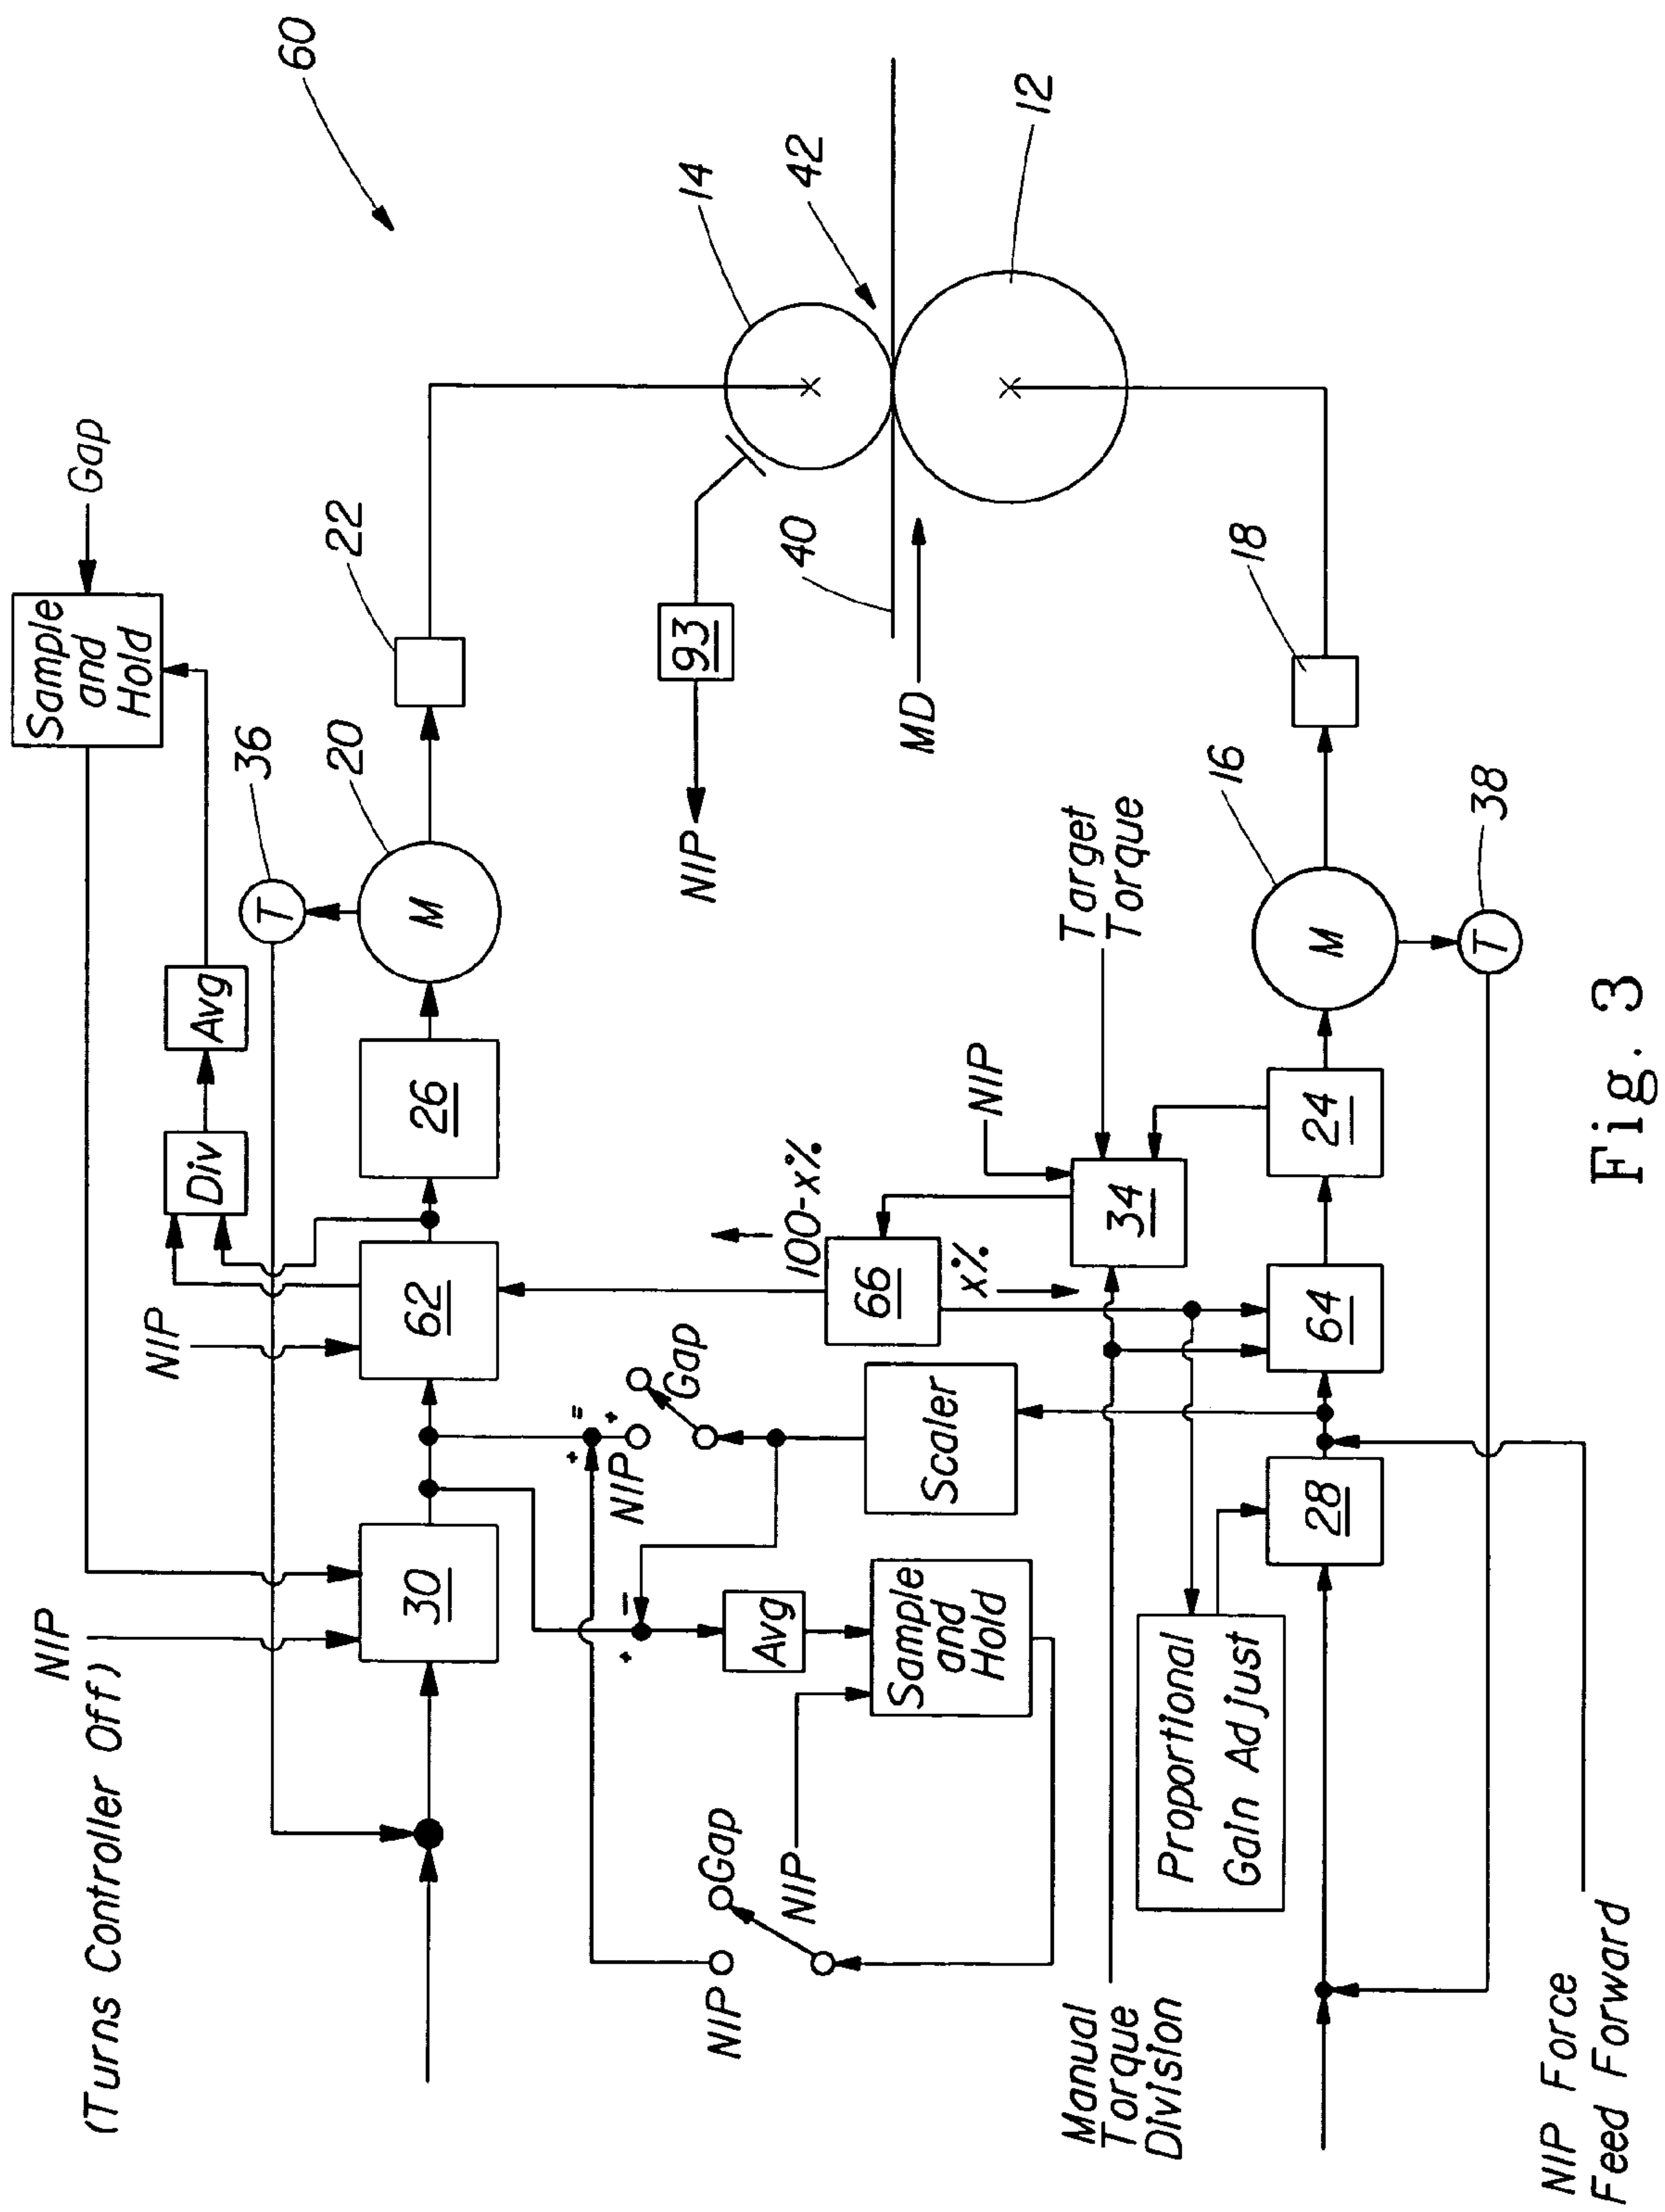 60
Gap
Sample
and
Hold
22
14
42
12
36
20
T
M
Avg
Div
26
93
40
18
MD
NIP
NIP
(Turns Controller Off)
30
NIP
62
100-x%
66
x%
NIP
Target
Torque
34
16
38
M
T
24
64
28
+
=
+
NIP
Gap
Scaler
+
=
Avg
Sample
and
Hold
NIP
NIP
Gap
Manual
Torque
Division
Proportional
Gain Adjust
NIP Force
Feed Forward
Fig. 3